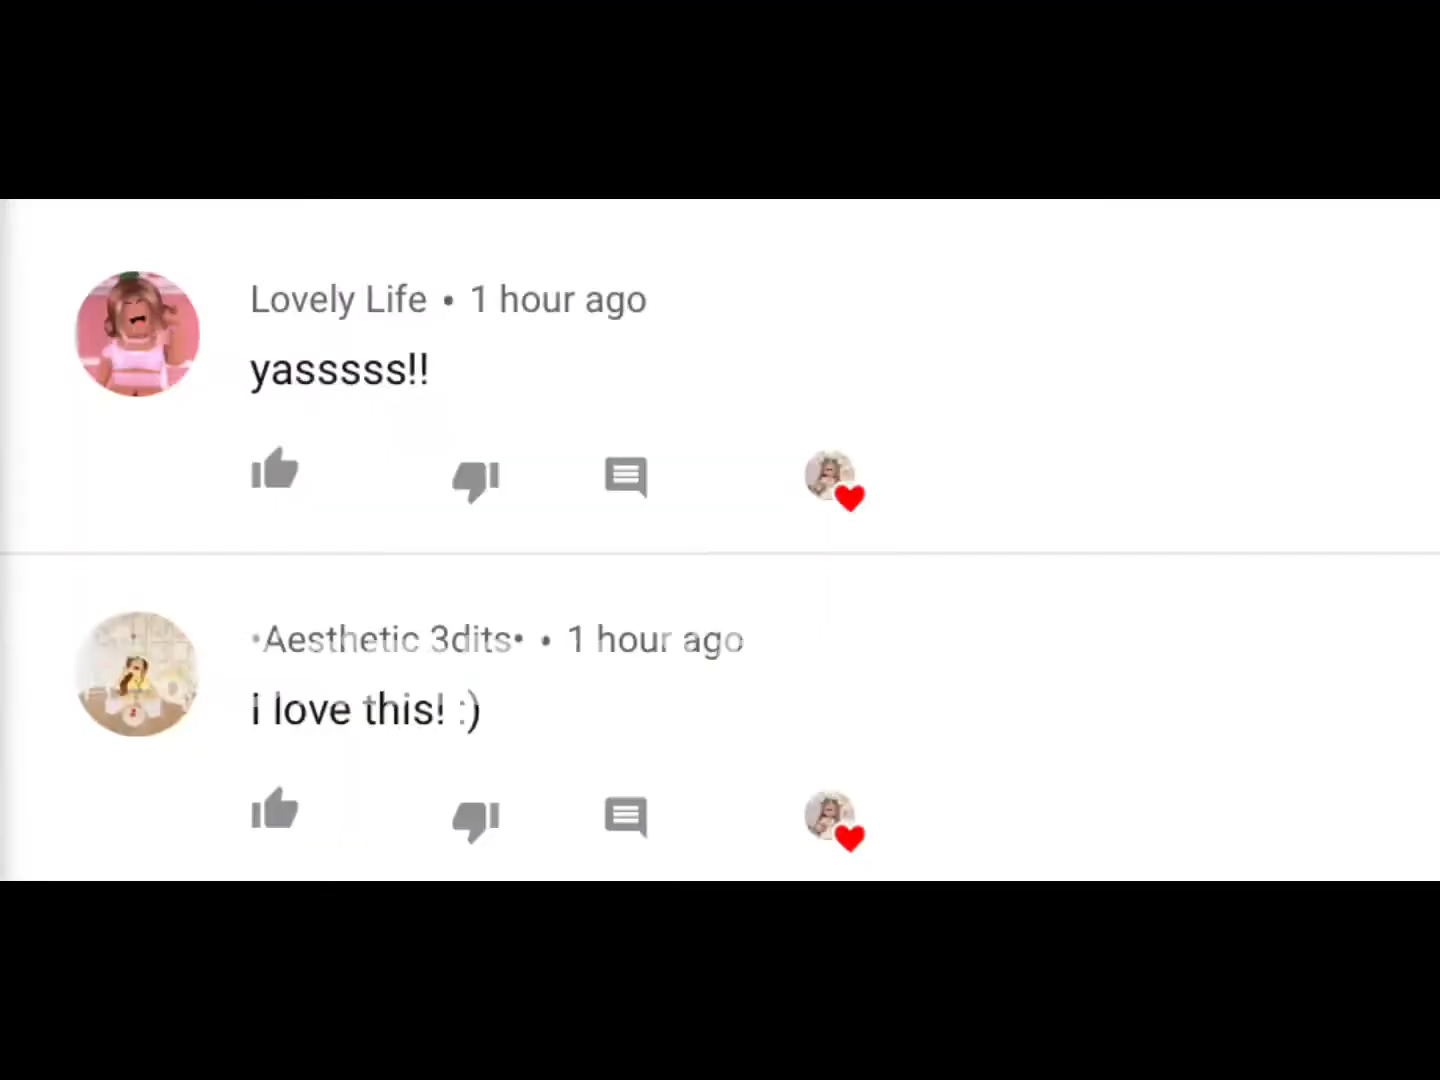 Lovely Life • 1 hour ago
yasssss!!
•Aesthetic 3dits• • 1 hour ago
i love this! :)